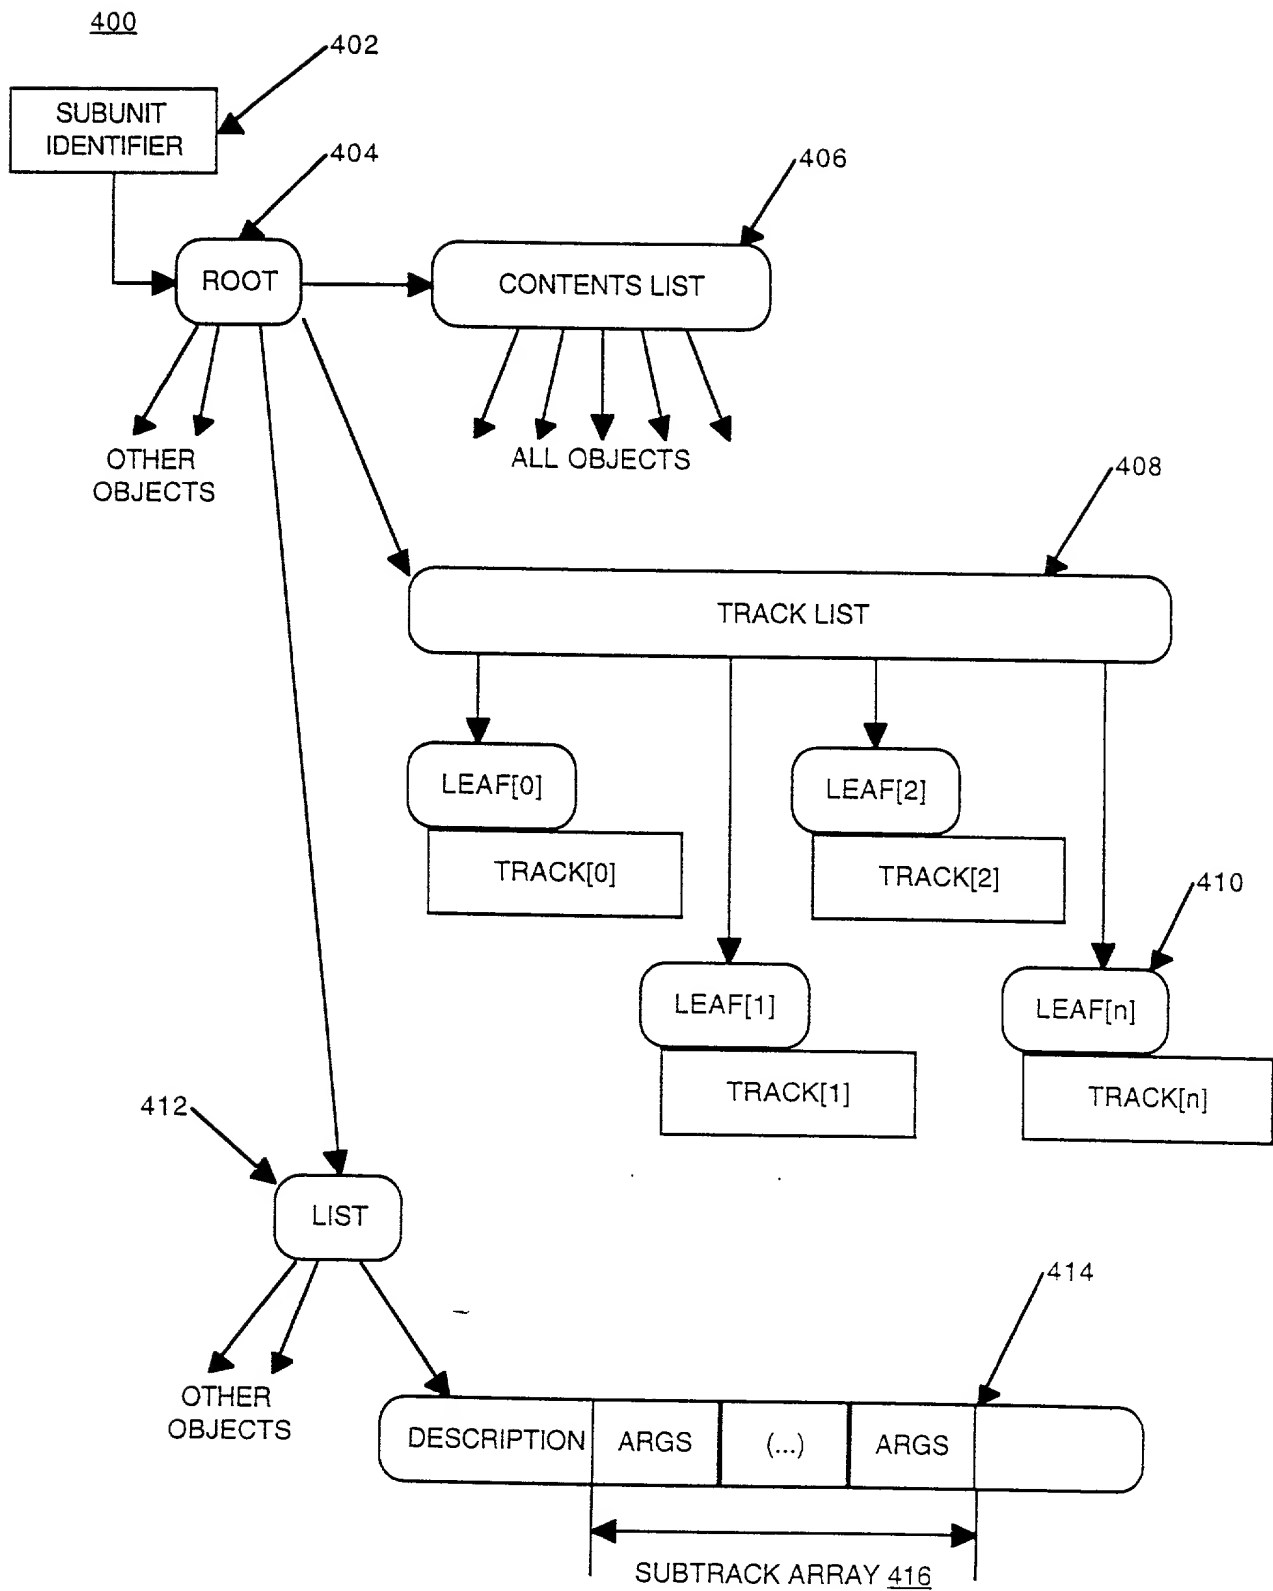 400
402
SUBUNIT
IDENTIFIER
404
406
ROOT
CONTENTS LIST
OTHER
OBJECTS
ALL OBJECTS
408
TRACK LIST
LEAF[0]
LEAF[2]
TRACK[0]
TRACK[2]
410
LEAF[1]
LEAF[n]
TRACK[1]
TRACK[n]
412
LIST
414
OTHER
OBJECTS
DESCRIPTION ARGS (...) ARGS
SUBTRACK ARRAY 416